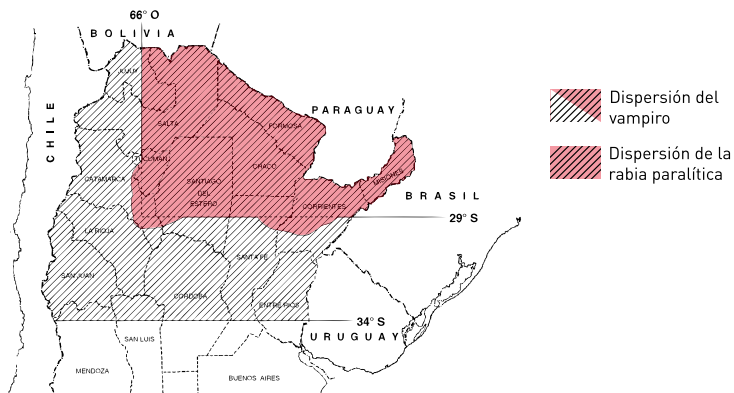 66° O
BOLIVIA
CHILE
JUJUY
PARAGUAY
SALTA
FORMOSA
TUCUMAN
CHACO
CATAMARCA
SANTIAGO
DEL
ESTERO
MISIONES
CORRIENTES
BRASIL
29° S
LA RIOJA
SANTA FÉ
SAN JUAN
CÓRDOBA
ENTRE RÍOS
34° S
URUGUAY
SAN LUIS
MENDOZA
BUENOS AIRES
Dispersión del
vampiro
Dispersión de la
rabia paralítica